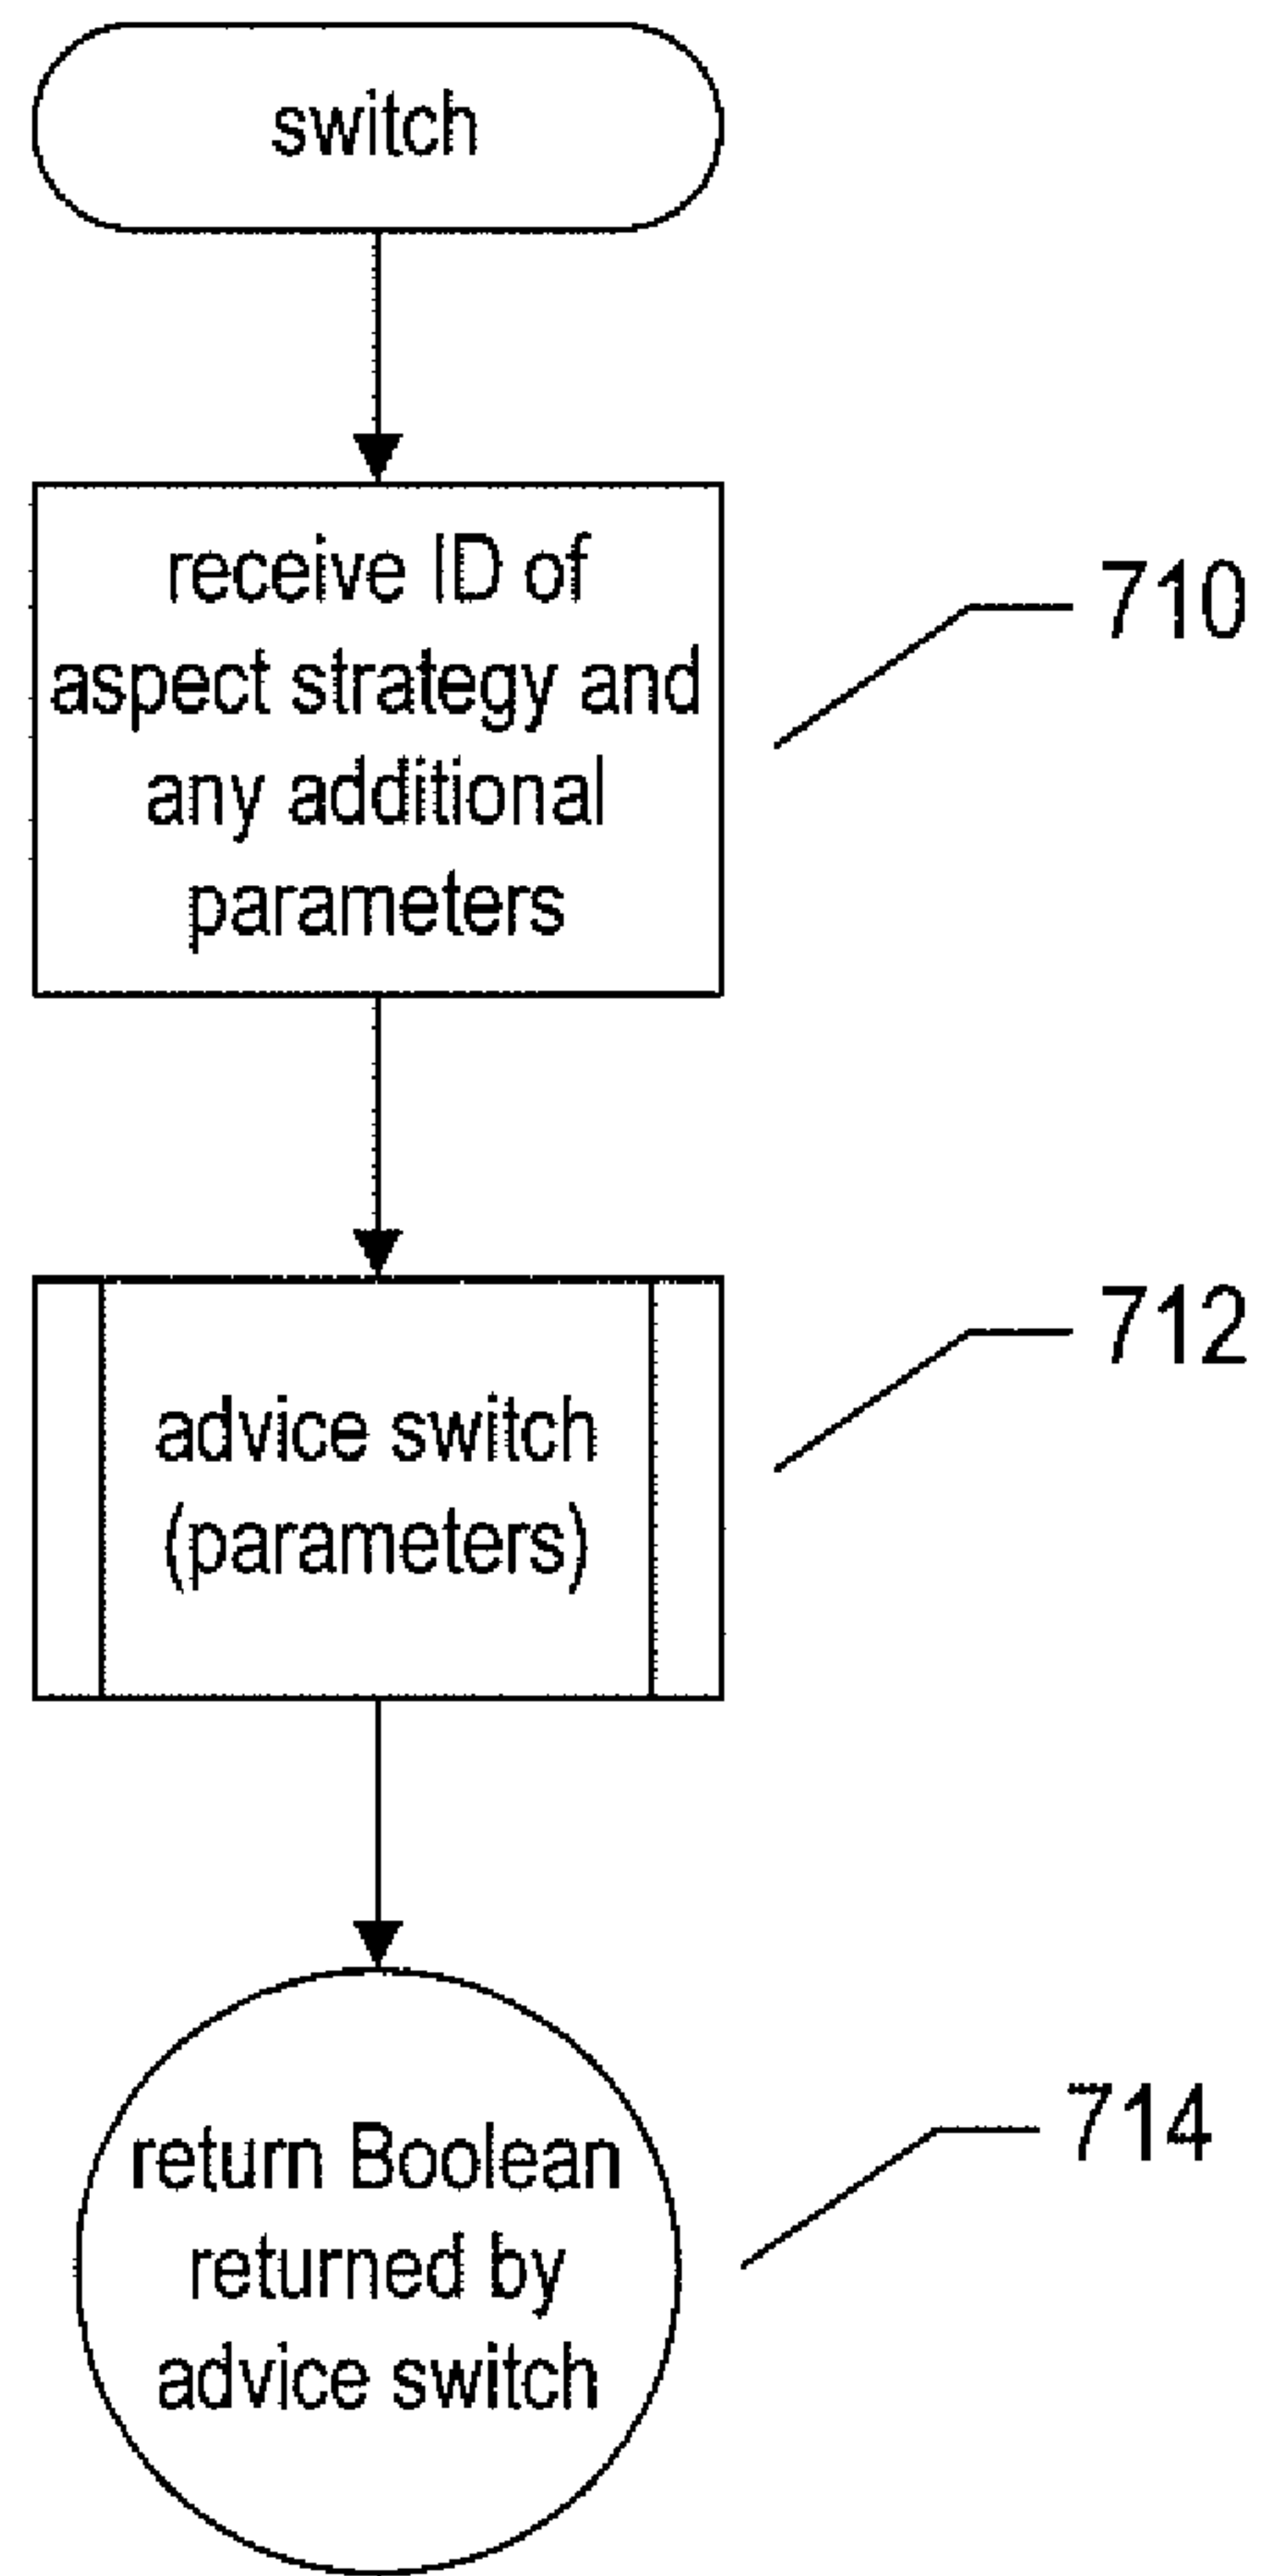 switch
receive ID of
aspect strategy and
any additional
parameters
710
advice switch
(parameters)
712
return Boolean
returned by
advice switch
714